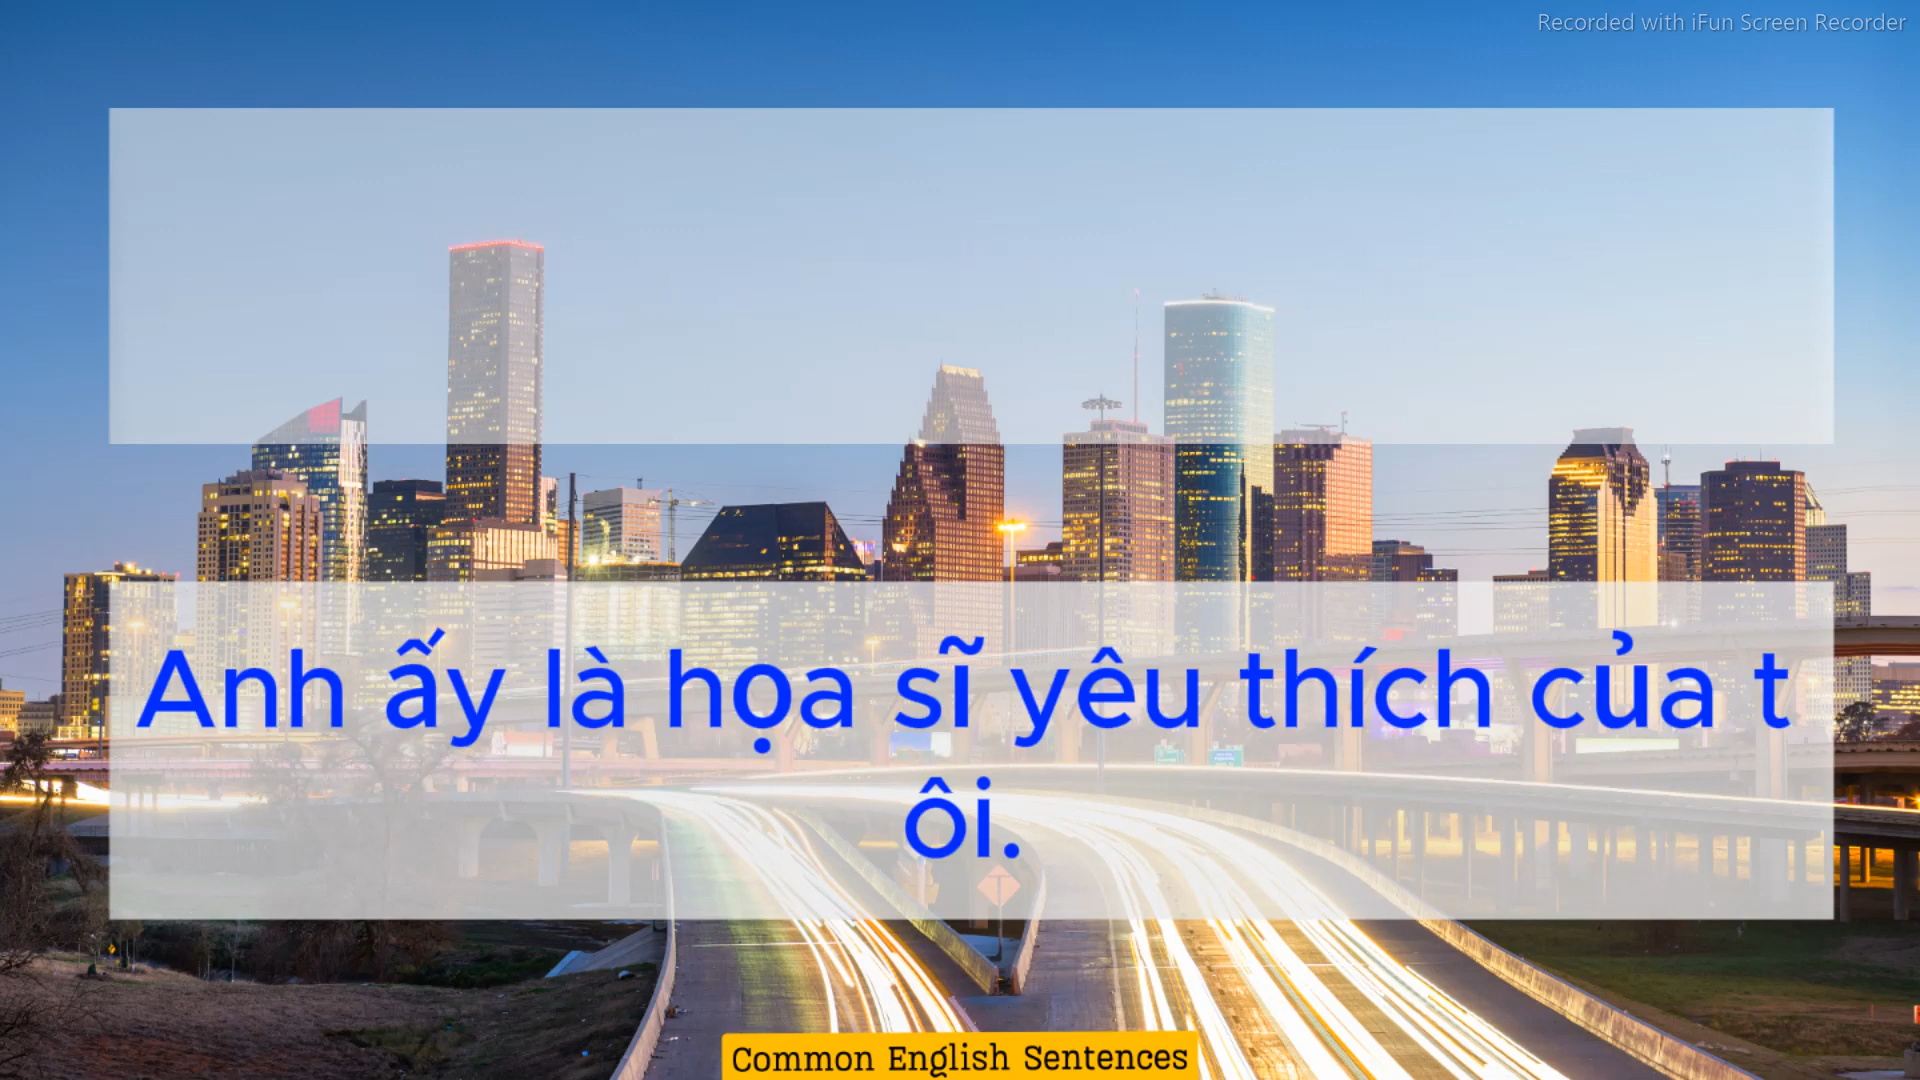 Recorded with iFun Screen Recorder
Anh ấy là họa sĩ yêu thích của t
ôi.
Common English Sentences